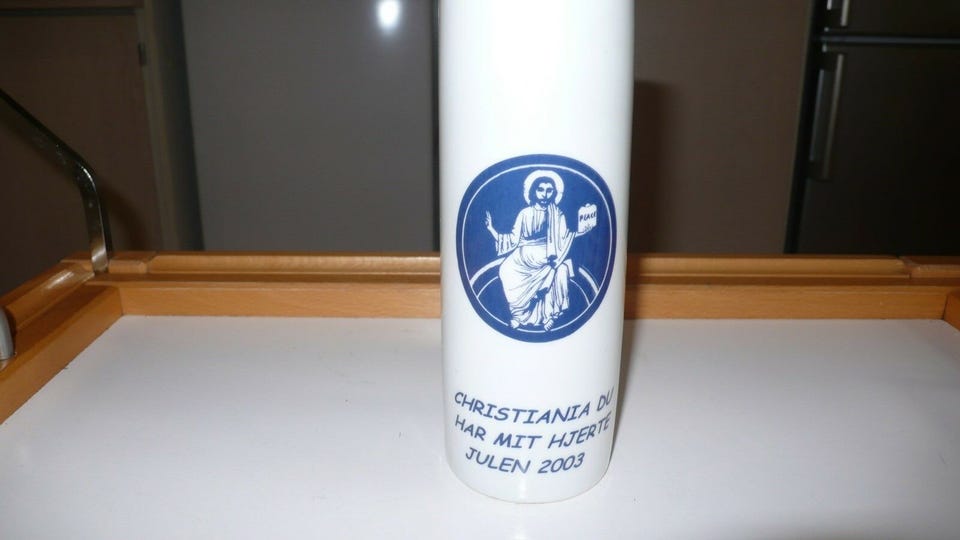 PEACE
CHRISTIANIA DU
HAR MIT HJERTE
JULEN 2003